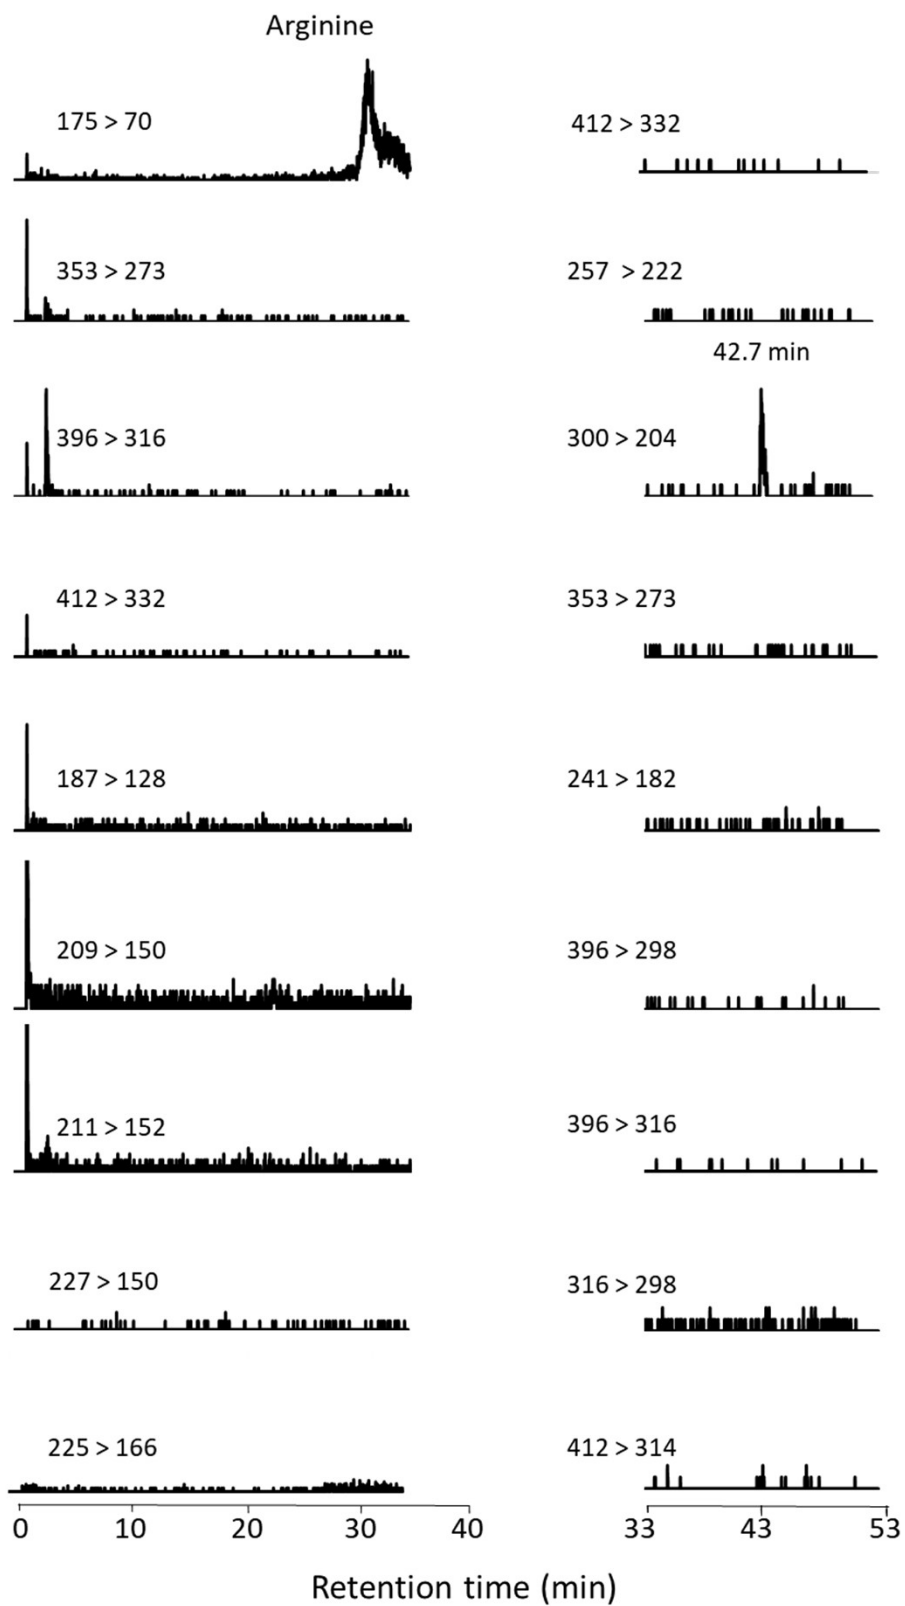 Arginine
175 > 70
412 > 332
353 > 273
257 > 222
42.7 min
396 > 316
300 > 204
412 > 332
353 > 273
187 > 128
241 > 182
209 > 150
396 > 298
211 > 152
396 > 316
227 > 150
316 > 298
225 > 166
412 > 314
0 10 20 30 40 33 43 53
Retention time (min)